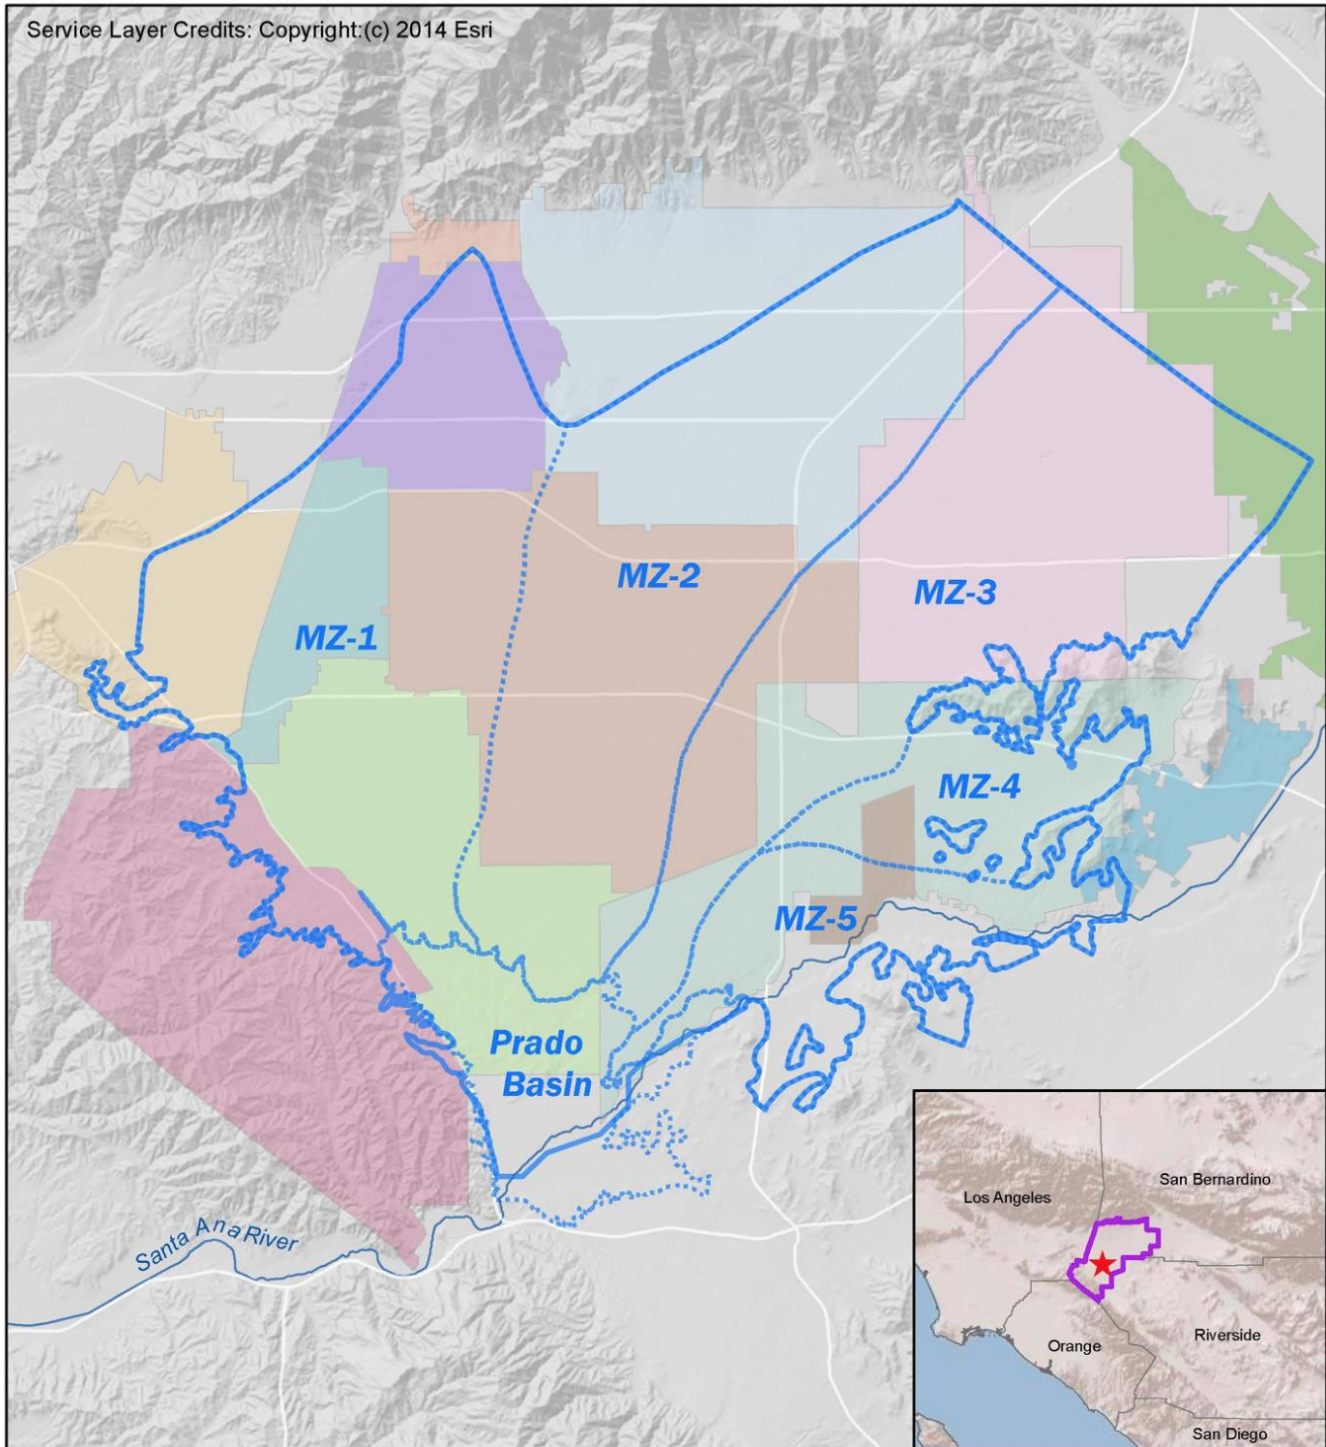 Service Layer Credits: Copyright:(c) 2014 Esri
MZ-2
MZ-3
MZ-1
MZ-4
MZ-5
Prado
Basin
Santa Ana River
Los Angeles
San Bernardino
Orange
Riverside
San Diego